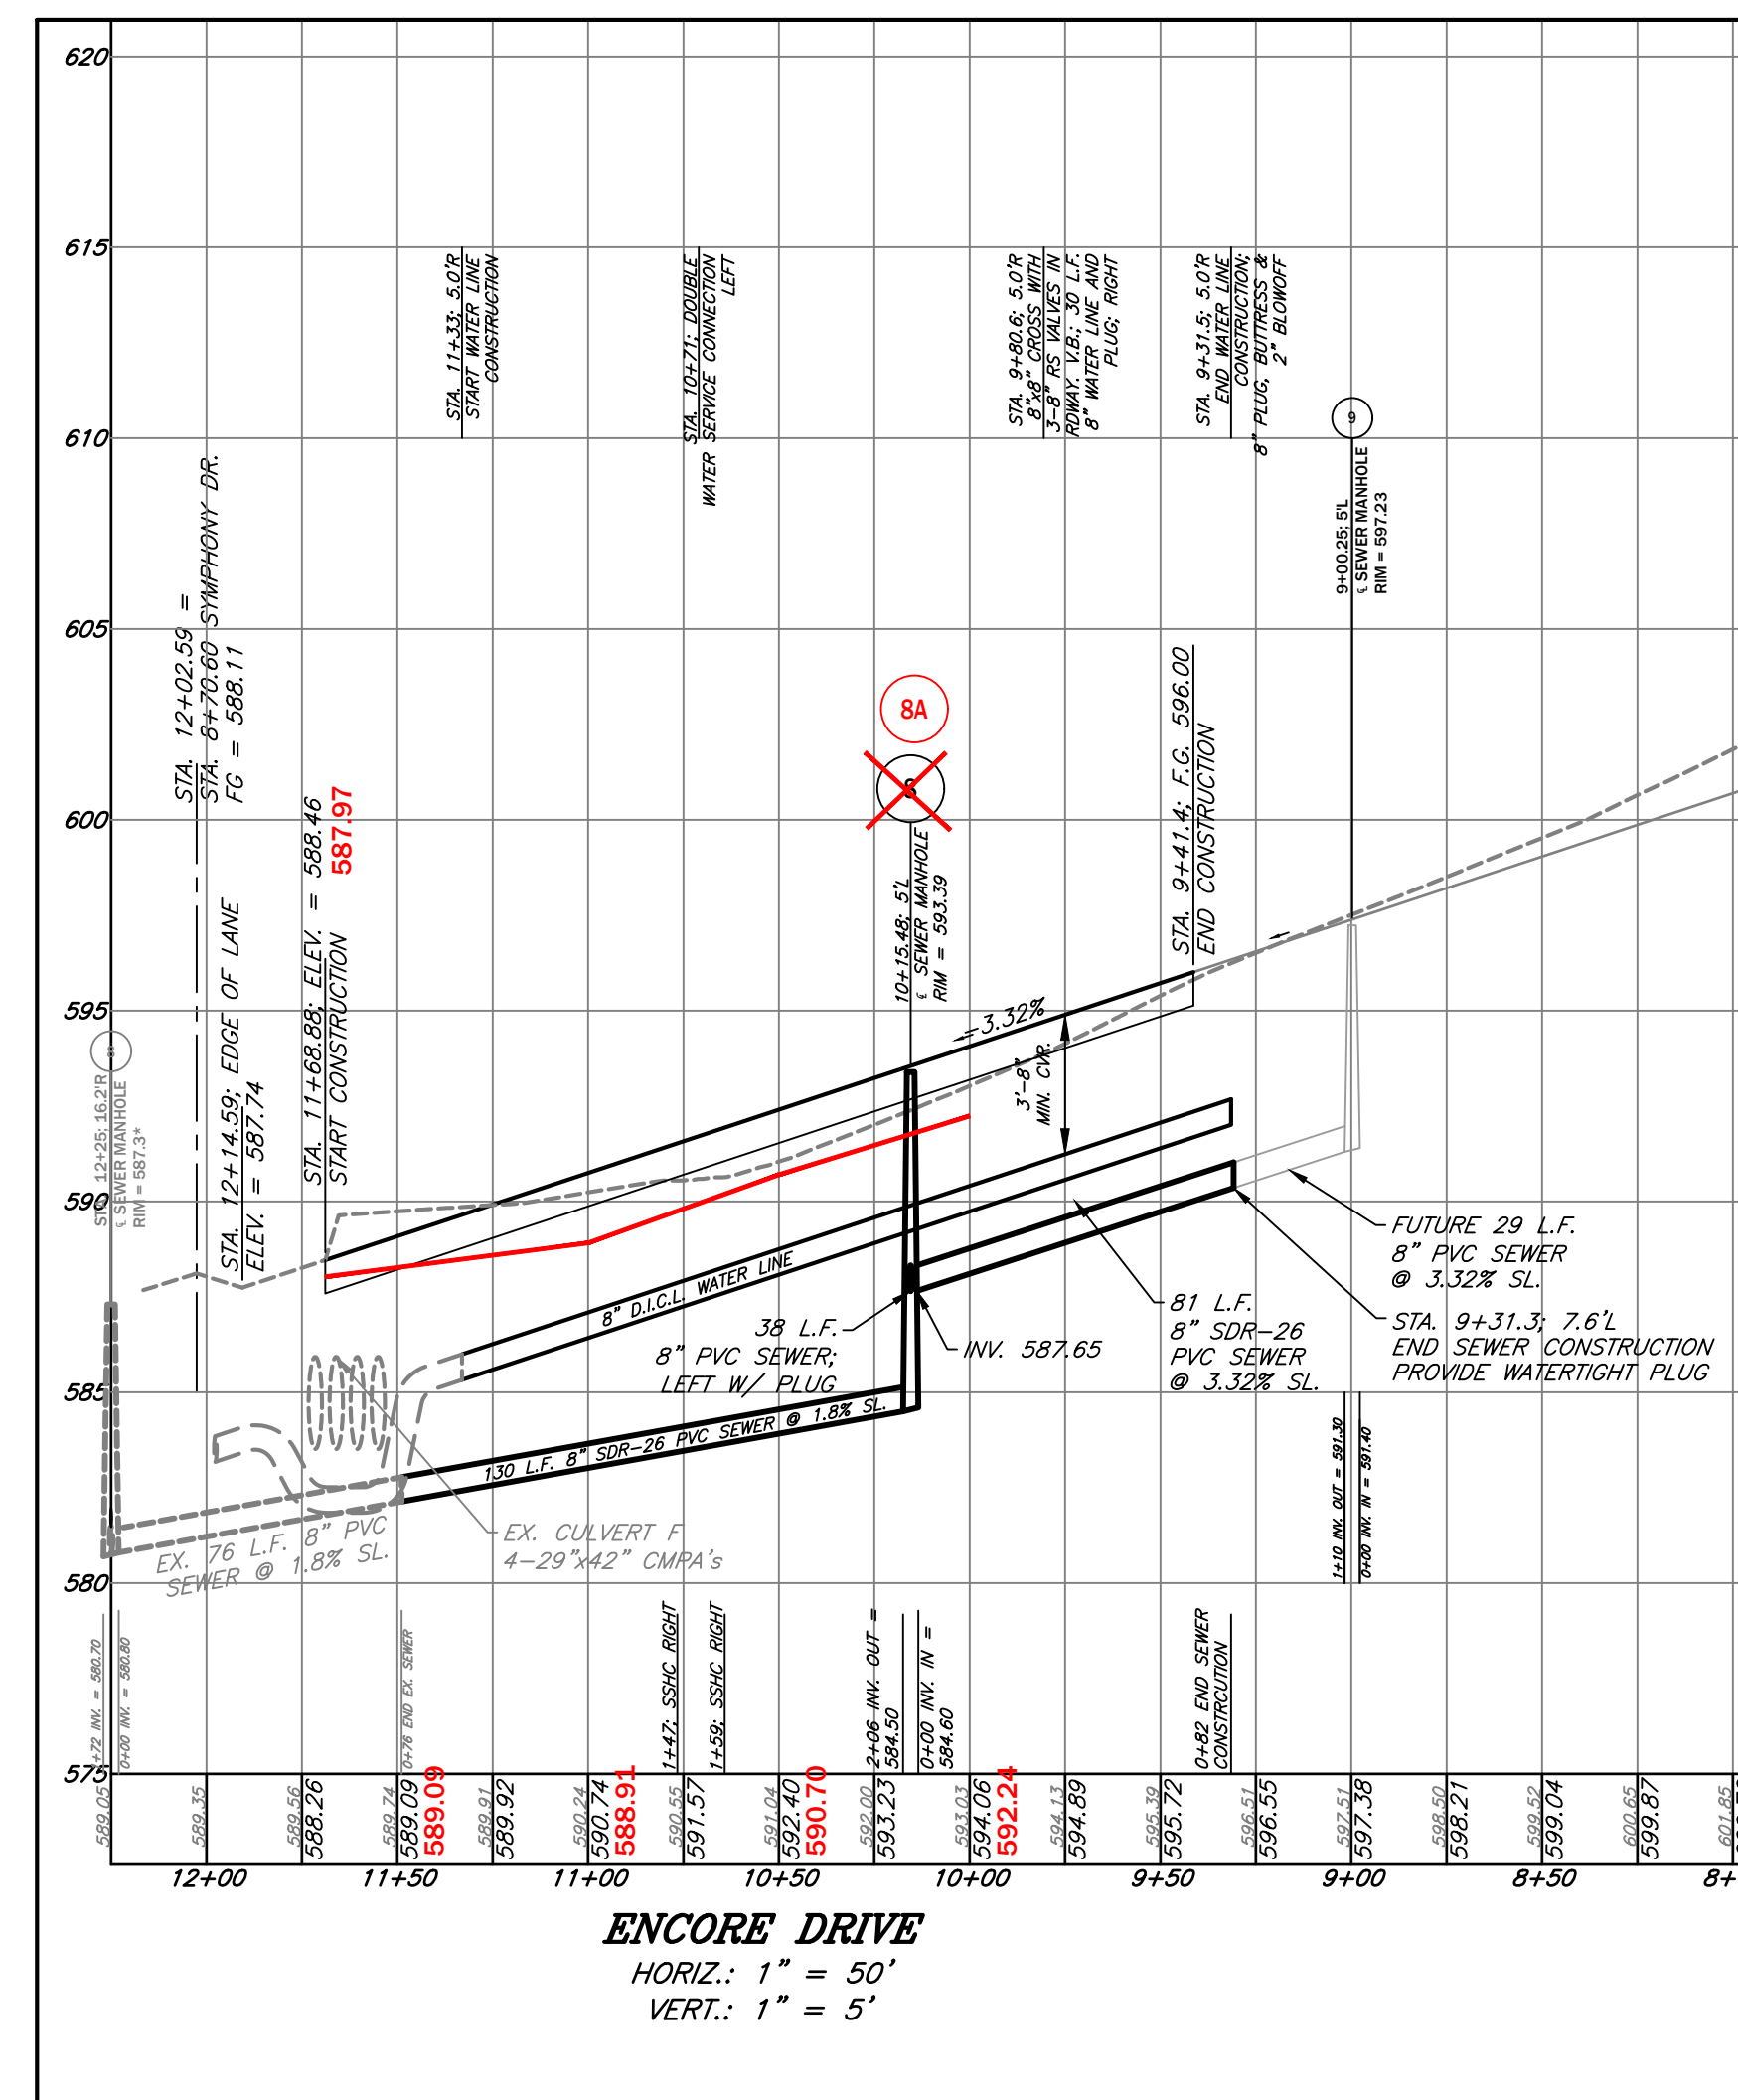 620
615
610
605
600
595
590
585
580
575
STA. 11+33; 5.0'R
START WATER LINE
CONSTRUCTION
STA. 10+71; DOUBLE
WATER SERVICE CONNECTION
LEFT
STA. 9+80.6; 5.0'R
8"x8" CROSS WITH
3-8" RS VALVES IN
RDWAY. V.B.; 30 L.F.
8" WATER LINE AND
PLUG; RIGHT
STA. 9+31.5; 5.0'R
END WATER LINE
CONSTRUCTION;
8" PLUG, BUTTRESS &
2" BLOWOFF
9
9+00.25; 5'L
℄ SEWER MANHOLE
RIM = 597.23
STA. 12+02.59 =
STA. 8+70.60 SYMPHONY DR.
FG = 588.11
STA. 12+14.59; EDGE OF LANE
ELEV. = 587.74
STA. 11+68.88; ELEV. = 588.46
587.97
START CONSTRUCTION
8A
8
10+15.48; 5'L
℄ SEWER MANHOLE
RIM = 593.39
STA. 9+41.4; F.G. 596.00
END CONSTRUCTION
STA. 12+25; 16.2'R
℄ SEWER MANHOLE
RIM = 587.3*
3.32%
3'-8"
MIN. CVR.
8" D.I.C.L. WATER LINE
38 L.F.
8" PVC SEWER;
LEFT W/ PLUG
INV. 587.65
81 L.F.
8" SDR-26
PVC SEWER
@ 3.32% SL.
FUTURE 29 L.F.
8" PVC SEWER
@ 3.32% SL.
STA. 9+31.3; 7.6'L
END SEWER CONSTRUCTION
PROVIDE WATERTIGHT PLUG
130 L.F. 8" SDR-26 PVC SEWER @ 1.8% SL.
EX. 76 L.F. 8" PVC
SEWER @ 1.8% SL.
EX. CULVERT F
4-29"x42" CMPA's
1+10 INV. OUT = 591.30
0+00 INV. IN = 591.40
INV. = 580.70
0+00 INV. = 580.80
0+76 END EX. SEWER
1+47; SSHC RIGHT
1+59; SSHC RIGHT
2+06 INV. OUT =
584.50
0+00 INV. IN =
584.60
0+82 END SEWER
CONSTRCUTION
589.05
589.35
589.56
588.26
589.74
589.09
589.09
589.91
589.92
590.24
590.74
588.91
590.55
591.57
591.04
592.40
590.70
592.00
593.23
593.03
594.06
592.24
594.13
594.89
595.39
595.72
596.51
596.55
597.51
597.38
598.50
598.21
599.52
599.04
600.65
599.87
601.85
12+00
11+50
11+00
10+50
10+00
9+50
9+00
8+50
8+
ENCORE DRIVE
HORIZ.: 1" = 50'
VERT.: 1" = 5'